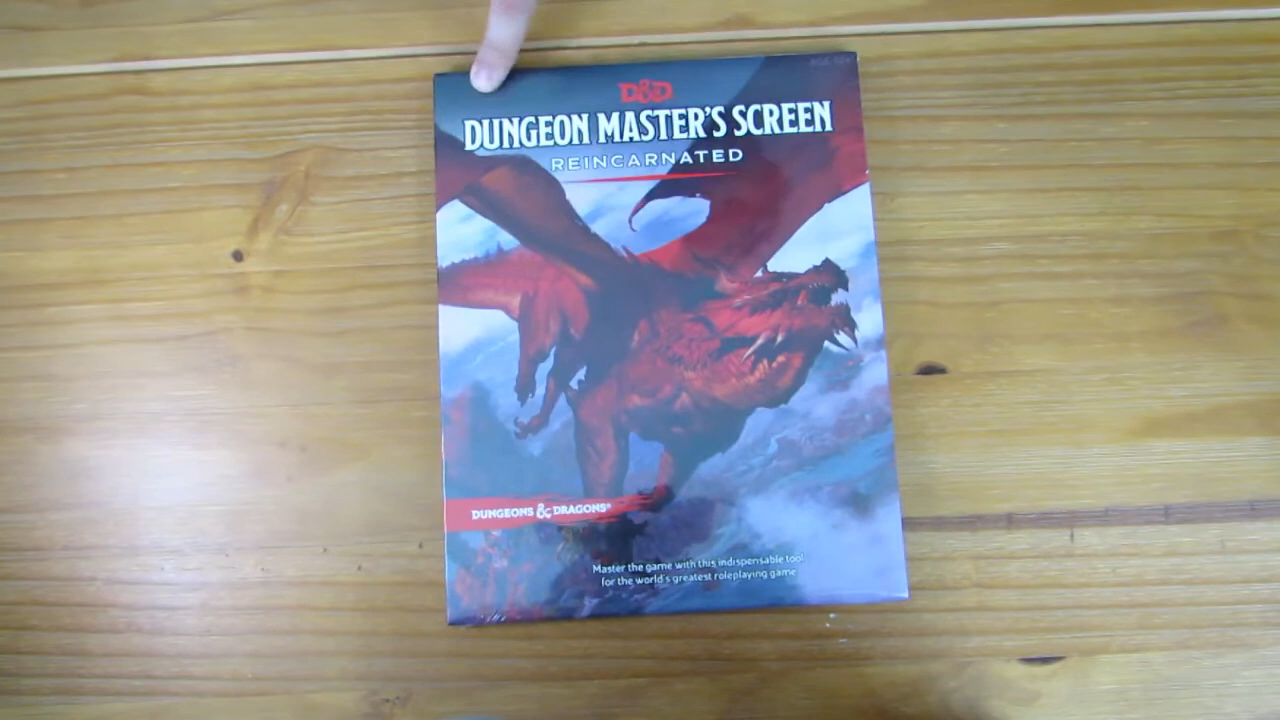 D&D
DUNGEON MASTER'S SCREEN
REINCARNATED
DUNGEONS & DRAGONS®
Master the game with this indispensable tool
for the world's greatest roleplaying game